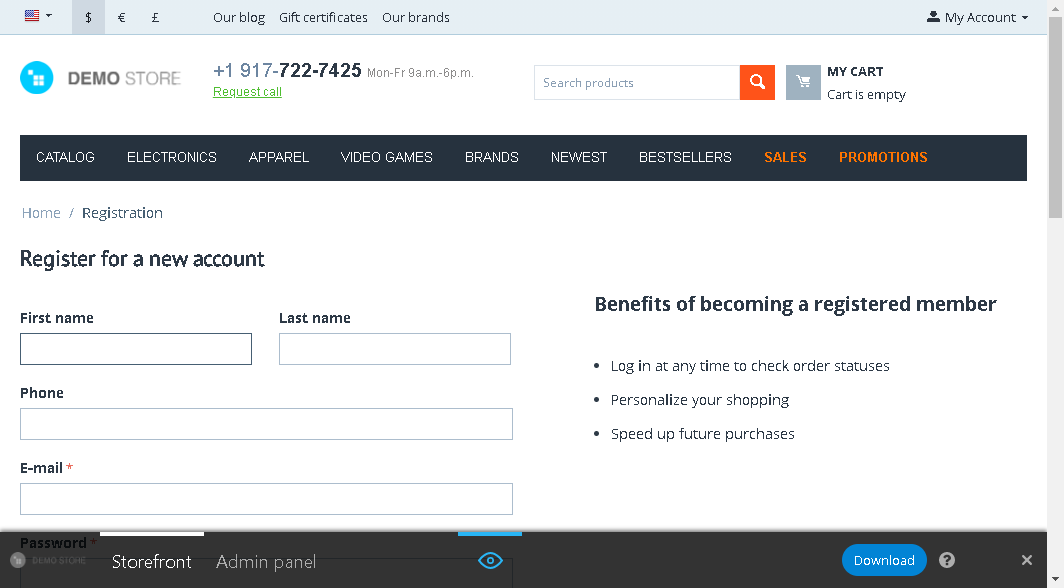 $ € £ Our blog Gift certificates Our brands My Account
DEMO STORE
+1 917-722-7425 Mon-Fr 9a.m.-6p.m.
Request call
Search products
MY CART
Cart is empty
CATALOG ELECTRONICS APPAREL VIDEO GAMES BRANDS NEWEST BESTSELLERS SALES PROMOTIONS
Home / Registration
Register for a new account
First name Last name
Phone
E-mail *
Benefits of becoming a registered member
• Log in at any time to check order statuses
• Personalize your shopping
• Speed up future purchases
Password *
DEMO STORE Storefront Admin panel Download ? ×